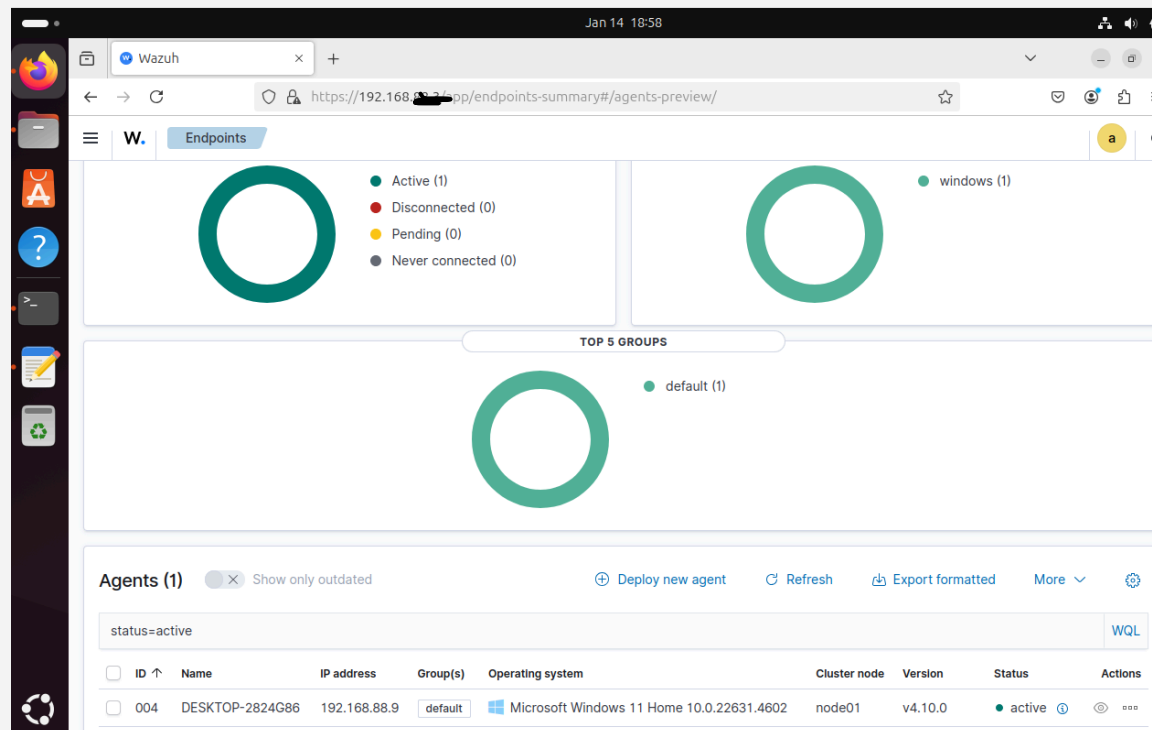 Jan 14 18:58
Wazuh
https://192.168. /app/endpoints-summary#/agents-preview/
W. Endpoints
a
Active (1)
Disconnected (0)
Pending (0)
Never connected (0)
windows (1)
TOP 5 GROUPS
default (1)
Agents (1) Show only outdated Deploy new agent Refresh Export formatted More
status=active WQL
ID Name IP address Group(s) Operating system Cluster node Version Status Actions
004 DESKTOP-2824G86 192.168.88.9 default Microsoft Windows 11 Home 10.0.22631.4602 node01 v4.10.0 active